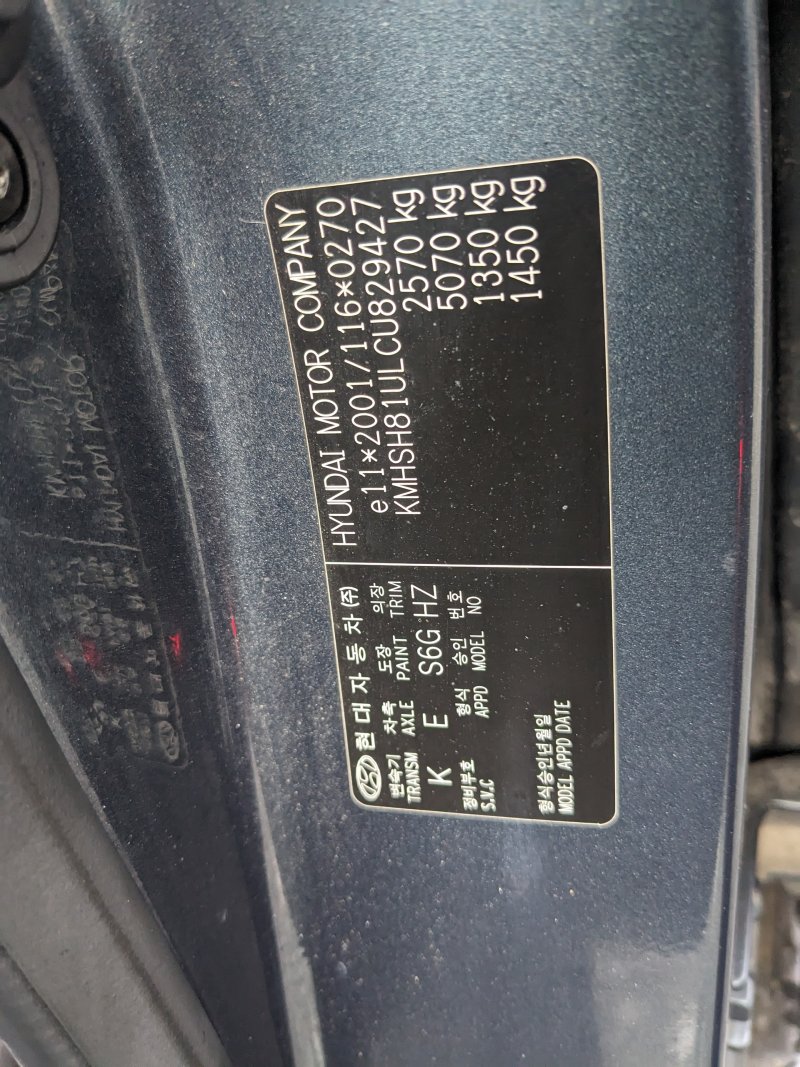 현대자동차(주)
변속기 차축 도장 의장
TRANSM AXLE PAINT TRIM
K E S6G HZ
정비부호 형식 승인 번호
S.V.C APPD MODEL NO
형식승인년월일
MODEL APPD DATE
HYUNDAI MOTOR COMPANY
e11*2001/116*0270
KMHSH81ULCU829427
2570 kg
5070 kg
1350 kg
1450 kg